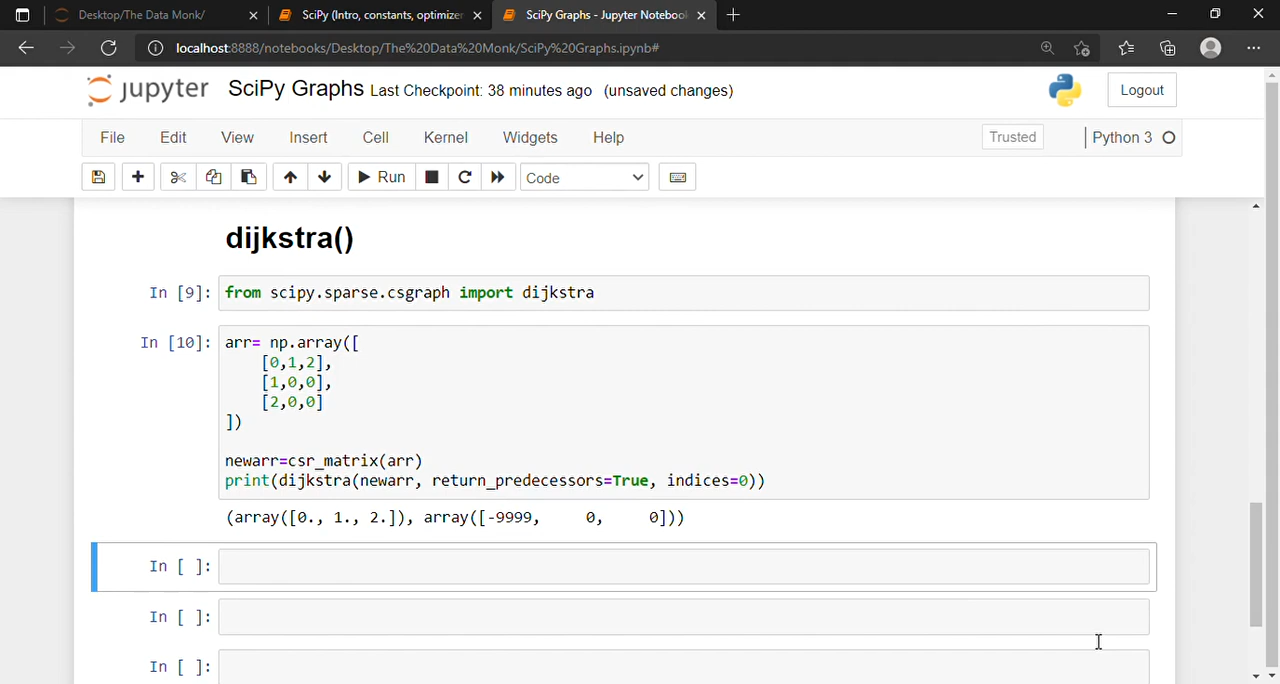 Desktop/The Data Monk/
SciPy (Intro, constants, optimizer
SciPy Graphs - Jupyter Noteboo
localhost:8888/notebooks/Desktop/The%20Data%20Monk/SciPy%20Graphs.ipynb#
jupyter SciPy Graphs Last Checkpoint: 38 minutes ago (unsaved changes)
Logout
File Edit View Insert Cell Kernel Widgets Help
Trusted
Python 3
Run
Code
dijkstra()
In [9]: from scipy.sparse.csgraph import dijkstra
In [10]: arr= np.array([
[0,1,2],
[1,0,0],
[2,0,0]
])
newarr=csr_matrix(arr)
print(dijkstra(newarr, return_predecessors=True, indices=0))
(array([0., 1., 2.]), array([-9999, 0, 0]))
In [ ]:
In [ ]:
In [ ]: